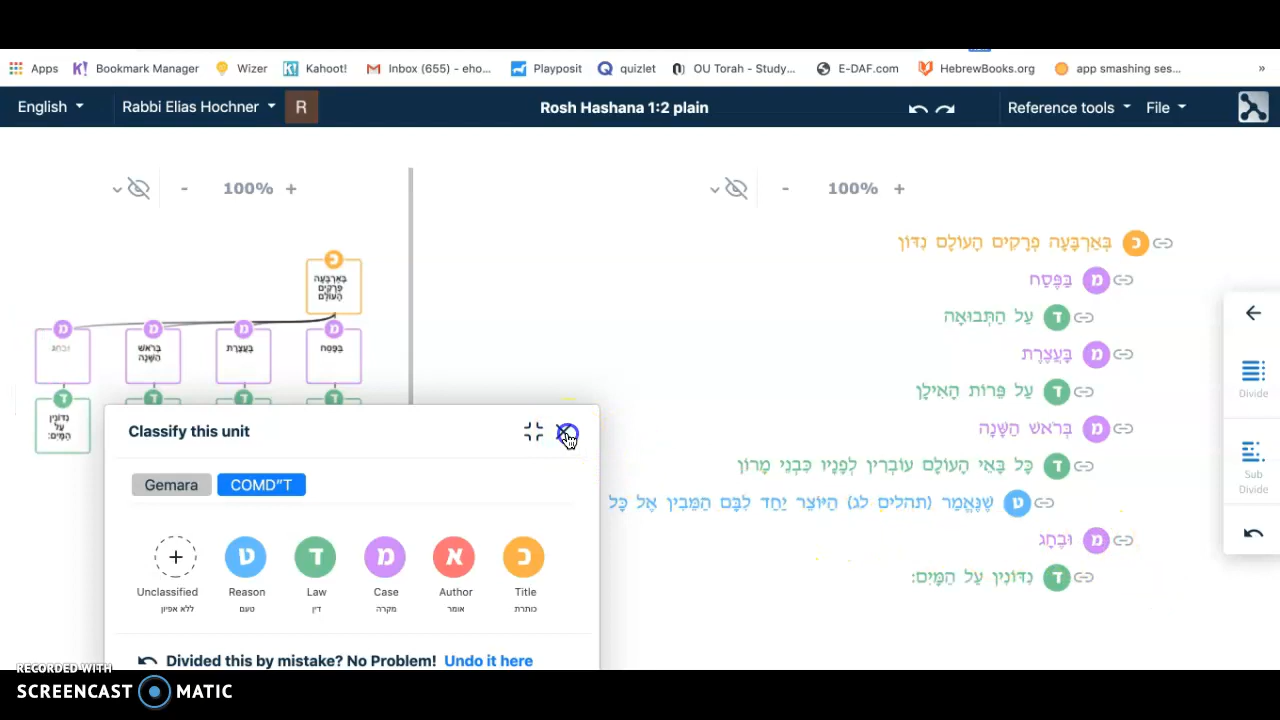 Apps Bookmark Manager Wizer Kahoot! Inbox (655) - eho... Playposit quizlet OU Torah - Study... E-DAF.com HebrewBooks.org app smashing ses... »
English Rabbi Elias Hochner R Rosh Hashana 1:2 plain Reference tools File
- 100% + - 100% +
כ בְּאַרְבָּעָה פְרָקִים הָעוֹלָם נִדּוֹן
מ בַּפֶּסַח
ד עַל הַתְּבוּאָה
מ בָּעֲצֶרֶת
ד עַל פֵּרוֹת הָאִילָן
מ בְּרֹאשׁ הַשָּׁנָה
ד כָּל בָּאֵי הָעוֹלָם עוֹבְרִין לְפָנָיו כִּבְנֵי מָרוֹן
ט שֶׁנֶּאֱמַר (תהלים לג) הַיּוֹצֵר יַחַד לִבָּם הַמֵּבִין אֶל כָּל
מ וּבֶחָג
ד נִדּוֹנִין עַל הַמָּיִם:
כ
בְּאַרְבָּעָה
פְרָקִים
הָעוֹלָם
מ מ מ מ
בַּפֶּסַח
בָּעֲצֶרֶת
בְּרֹאשׁ
הַשָּׁנָה
וּבֶחָג
ד ד ד ד
נִדּוֹנִין
עַל
הַמָּיִם:
Divide
Sub
Divide
Classify this unit
Gemara COMD"T
+ ט ד מ א כ
Unclassified Reason Law Case Author Title
ללא אפיון טעם דין מקרה אומר כותרת
Divided this by mistake? No Problem! Undo it here
RECORDED WITH
SCREENCAST MATIC